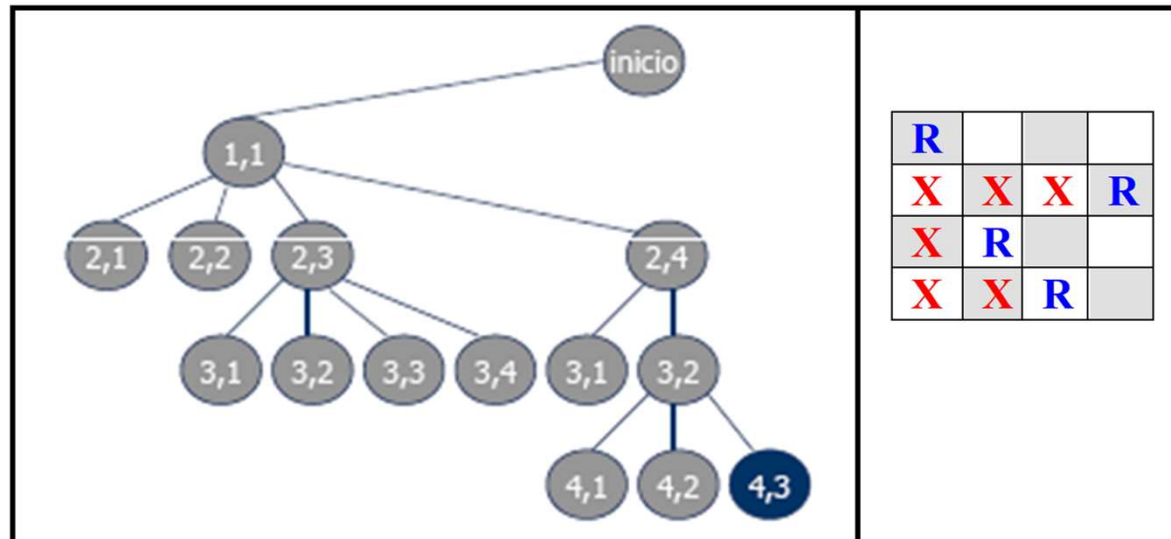 inicio
1,1
2,1 2,2 2,3 2,4
3,1 3,2 3,3 3,4 3,1 3,2
4,1 4,2 4,3
R
X X X R
X R
X X R